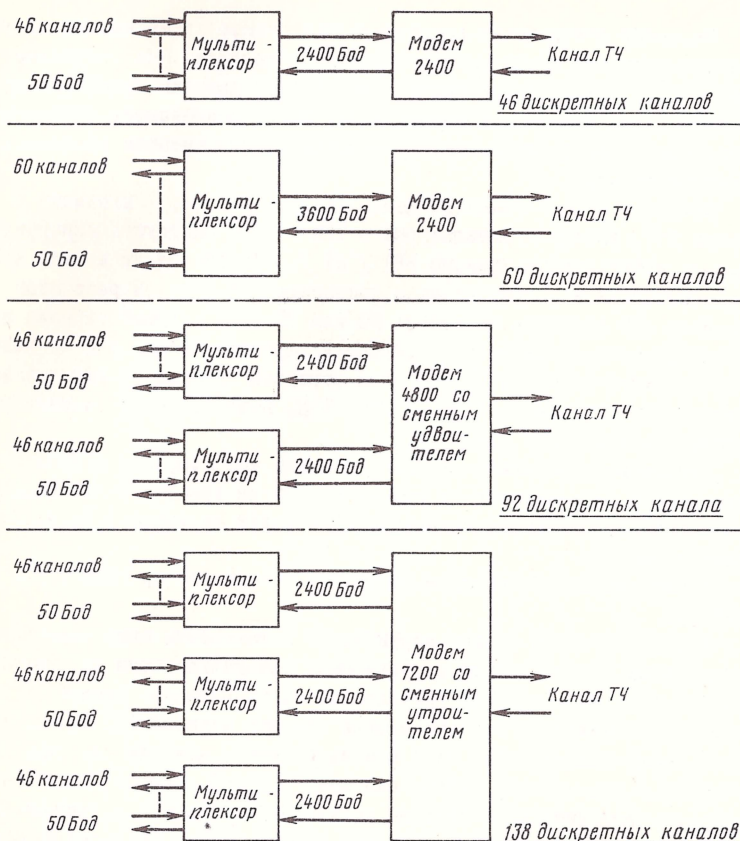 46 каналов
50 Бод
Мульти -
плексор
2400 Бод
Модем
2400
Канал ТЧ
46 дискретных каналов
60 каналов
50 Бод
Мульти -
плексор
3600 Бод
Модем
2400
Канал ТЧ
60 дискретных каналов
46 каналов
50 Бод
Мульти -
плексор
2400 Бод
46 каналов
50 Бод
Мульти -
плексор
2400 Бод
Модем
4800 со
сменным
удвои-
телем
Канал ТЧ
92 дискретных канала
46 каналов
50 Бод
Мульти -
плексор
2400 Бод
46 каналов
50 Бод
Мульти -
плексор
2400 Бод
46 каналов
50 Бод
Мульти -
плексор
2400 Бод
Модем
7200 со
сменным
утрои-
телем
Канал ТЧ
138 дискретных каналов